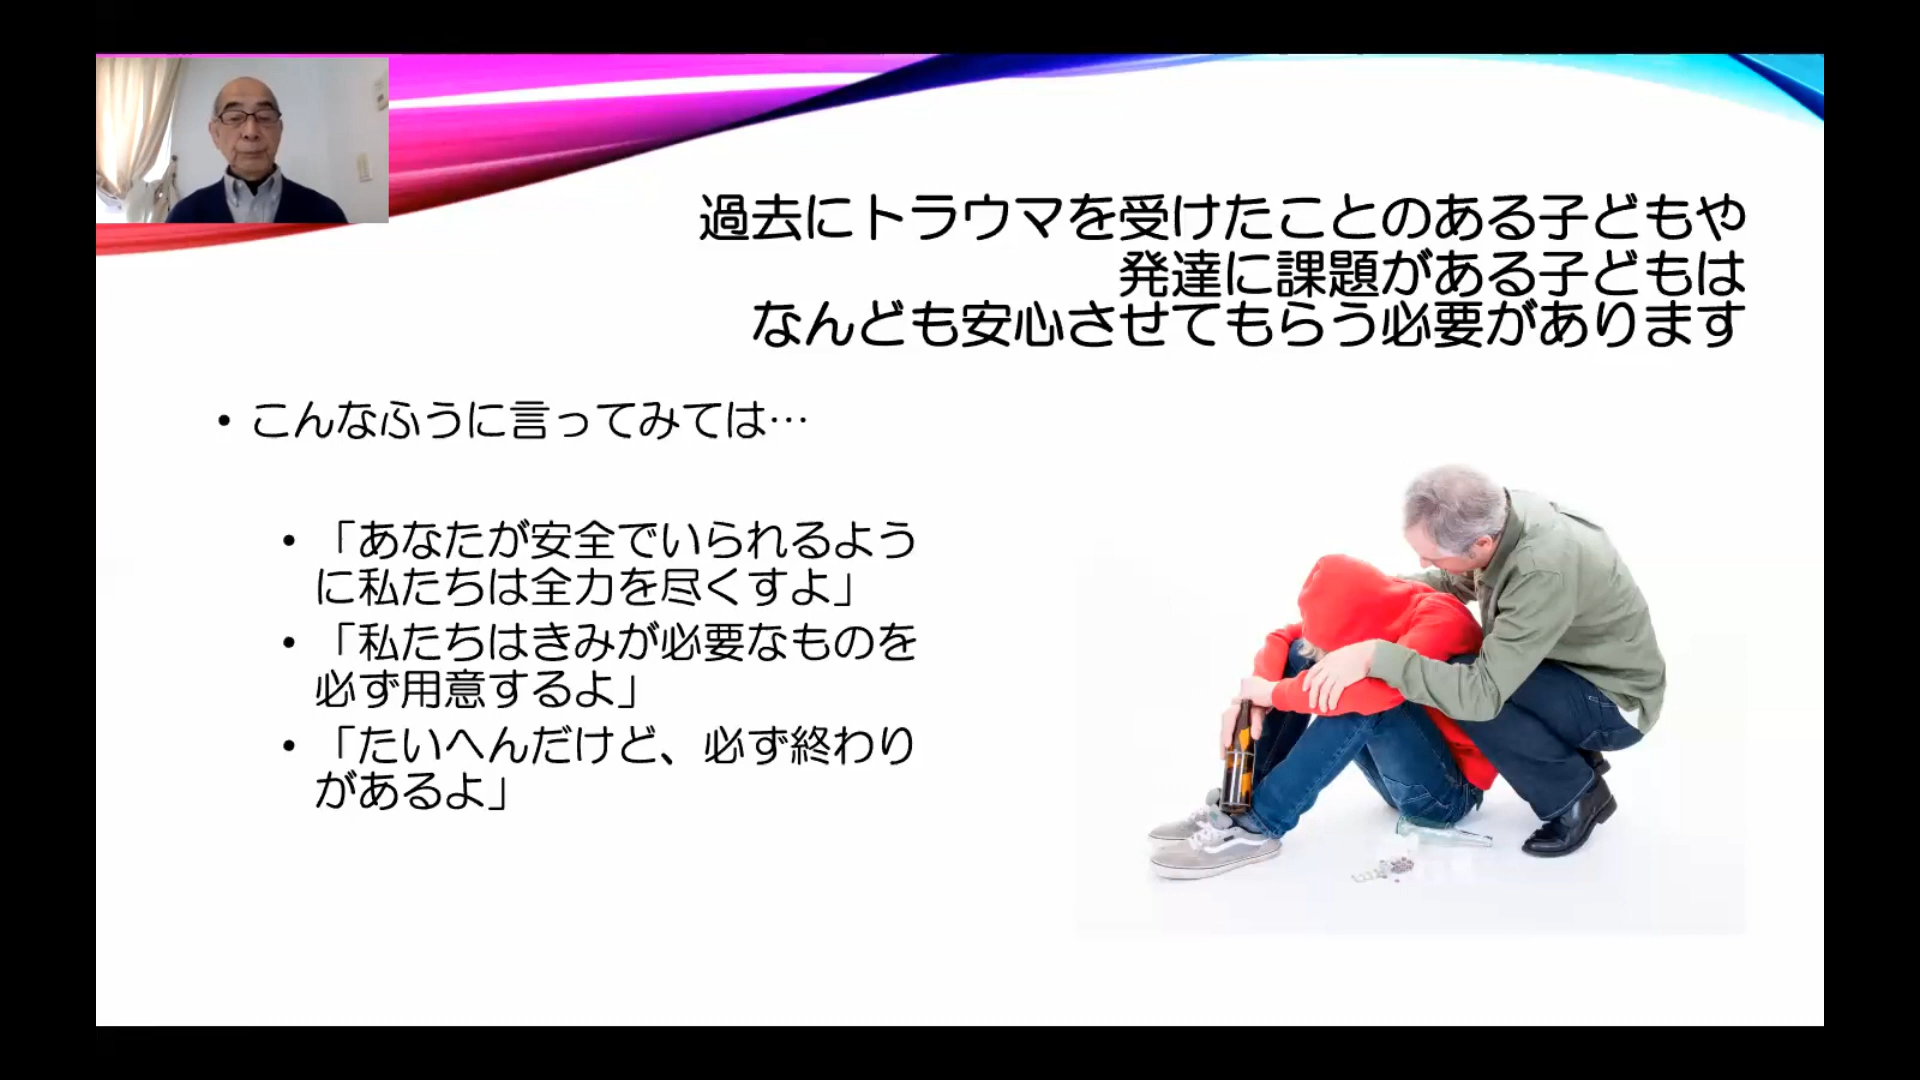 過去にトラウマを受けたことのある子どもや
発達に課題がある子どもは
なんども安心させてもらう必要があります
• こんなふうに言ってみては…
• 「あなたが安全でいられるよう
に私たちは全力を尽くすよ」
• 「私たちはきみが必要なものを
必ず用意するよ」
• 「たいへんだけど、必ず終わり
があるよ」